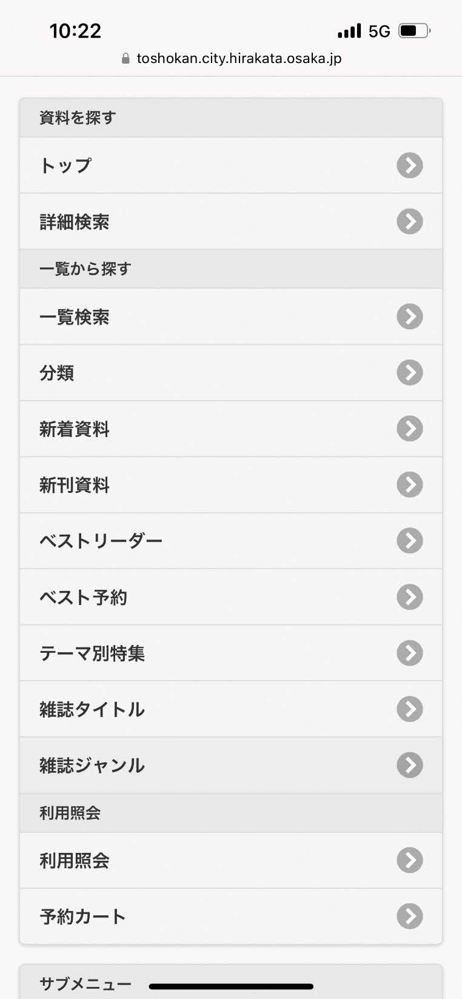 10:22
5G
toshokan.city.hirakata.osaka.jp
資料を探す
トップ
詳細検索
一覧から探す
一覧検索
分類
新着資料
新刊資料
ベストリーダー
ベスト予約
テーマ別特集
雑誌タイトル
雑誌ジャンル
利用照会
利用照会
予約カート
サブメニュー